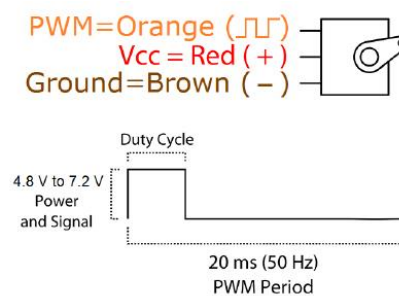 PWM=Orange (⎍⎍)
Vcc = Red ( + )
Ground=Brown ( − )
Duty Cycle
4.8 V to 7.2 V
Power
and Signal
20 ms (50 Hz)
PWM Period